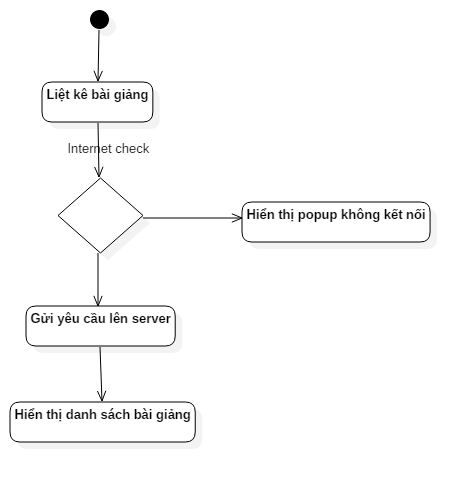 Liệt kê bài giảng
Internet check
Hiển thị popup không kết nối
Gửi yêu cầu lên server
Hiển thị danh sách bài giảng